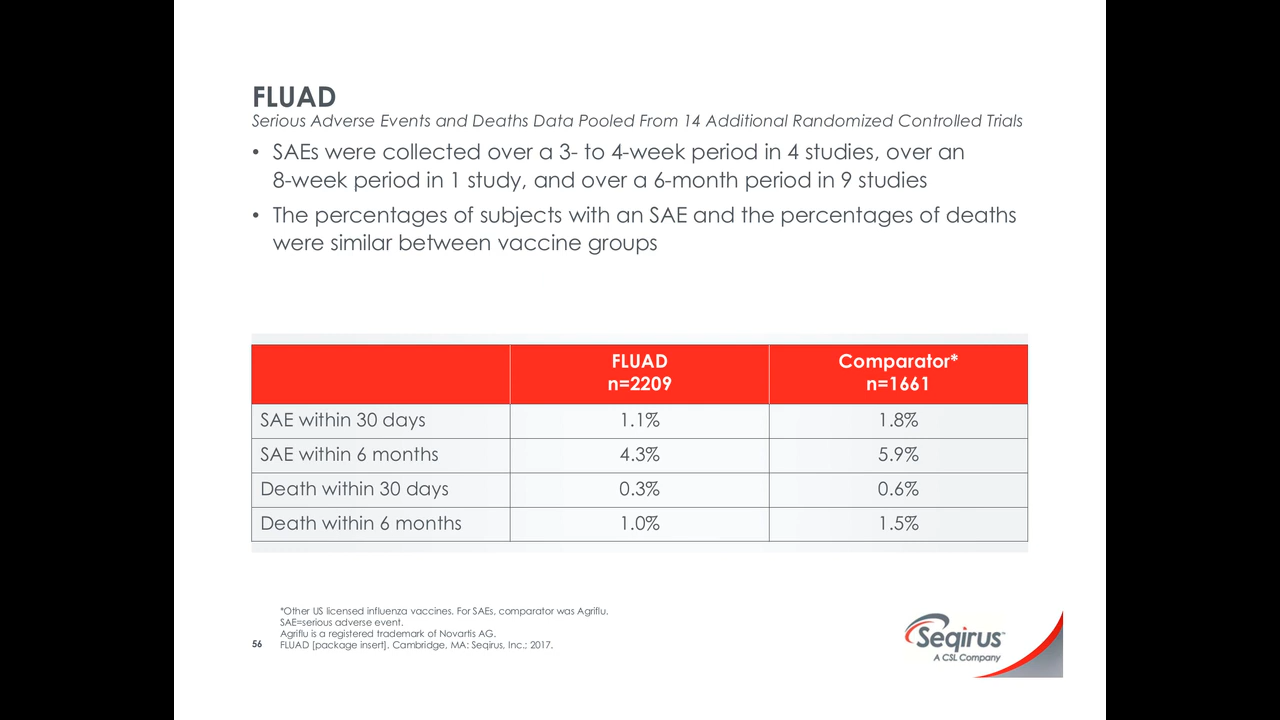 FLUAD
Serious Adverse Events and Deaths Data Pooled From 14 Additional Randomized Controlled Trials
• SAEs were collected over a 3- to 4-week period in 4 studies, over an
8-week period in 1 study, and over a 6-month period in 9 studies
• The percentages of subjects with an SAE and the percentages of deaths
were similar between vaccine groups
FLUAD Comparator*
n=2209 n=1661
SAE within 30 days 1.1% 1.8%
SAE within 6 months 4.3% 5.9%
Death within 30 days 0.3% 0.6%
Death within 6 months 1.0% 1.5%
*Other US licensed influenza vaccines. For SAEs, comparator was Agriflu.
SAE=serious adverse event.
Agriflu is a registered trademark of Novartis AG.
56 FLUAD [package insert]. Cambridge, MA: Seqirus, Inc.; 2017.
Seqirus™
A CSL Company